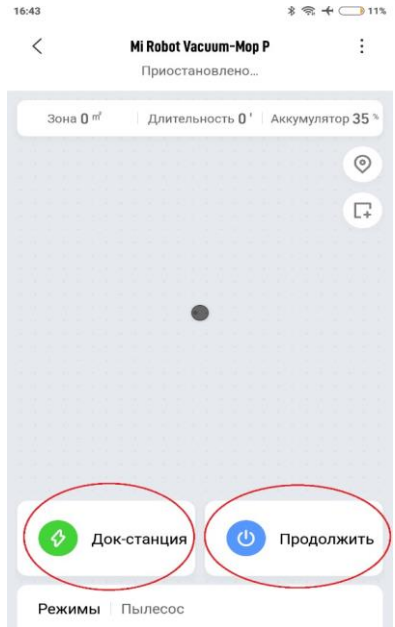 16:43 11%
Mi Robot Vacuum-Mop P
Приостановлено...
Зона 0 ㎡ Длительность 0 ' Аккумулятор 35 %
Док-станция Продолжить
Режимы Пылесос